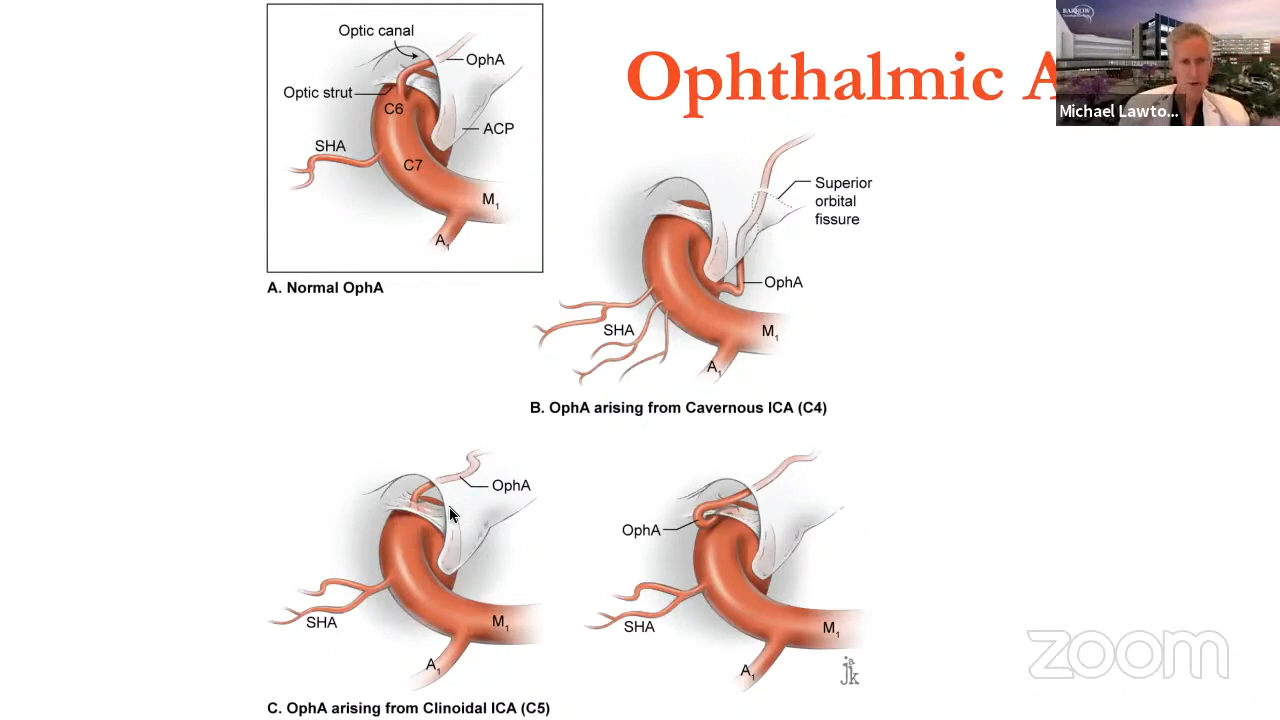 Ophthalmic A
BARROW
Michael Lawto...
Optic canal
OphA
Optic strut
C6
ACP
SHA
C7
M1
A1
A. Normal OphA
Superior
orbital
fissure
OphA
SHA
M1
A1
B. OphA arising from Cavernous ICA (C4)
OphA
SHA
M1
A1
OphA
SHA
M1
A1
jak
C. OphA arising from Clinoidal ICA (C5)
zoom